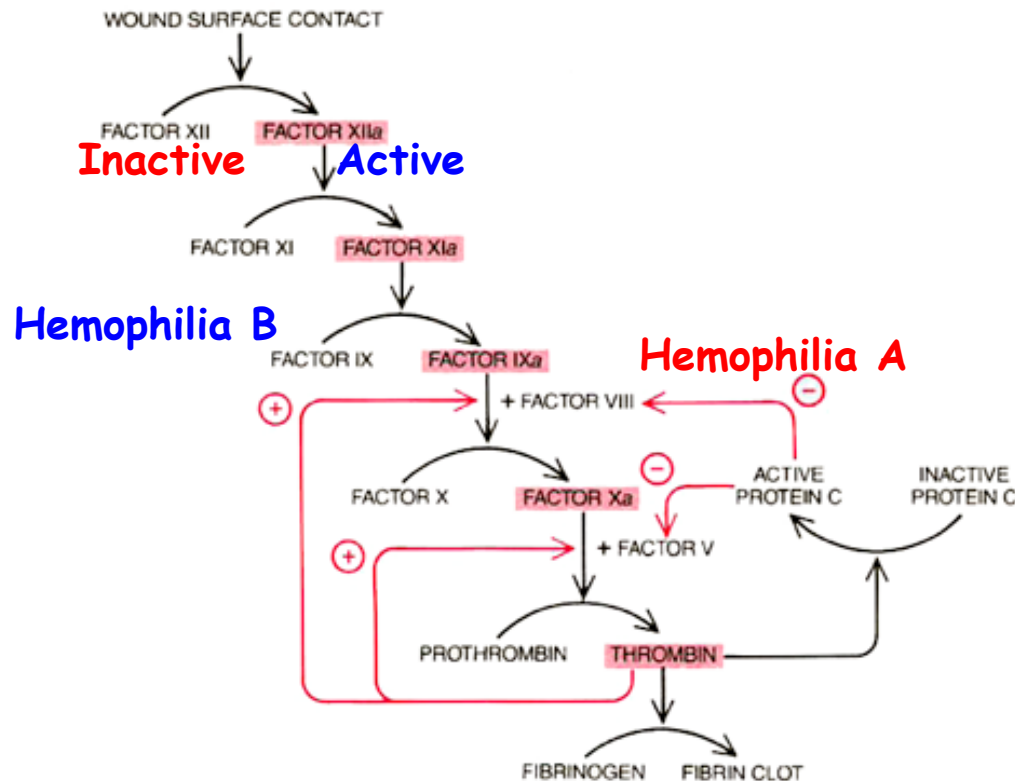 WOUND SURFACE CONTACT
FACTOR XII FACTOR XIIa
Inactive Active
FACTOR XI FACTOR XIa
Hemophilia B
FACTOR IX FACTOR IXa
Hemophilia A
+ + FACTOR VIII −
FACTOR X FACTOR Xa
− ACTIVE
PROTEIN C
INACTIVE
PROTEIN C
+ + FACTOR V
PROTHROMBIN THROMBIN
FIBRINOGEN FIBRIN CLOT